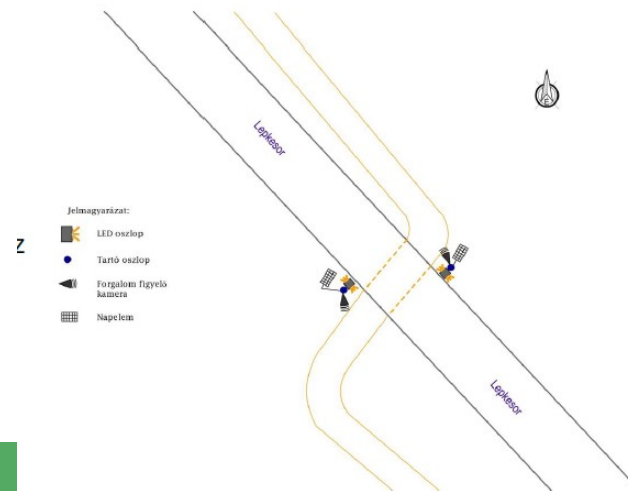 Lepkesor
É
Jelmagyarázat:
z
LED oszlop
Tartó oszlop
Forgalom figyelő
kamera
Napelem
Lepkesor